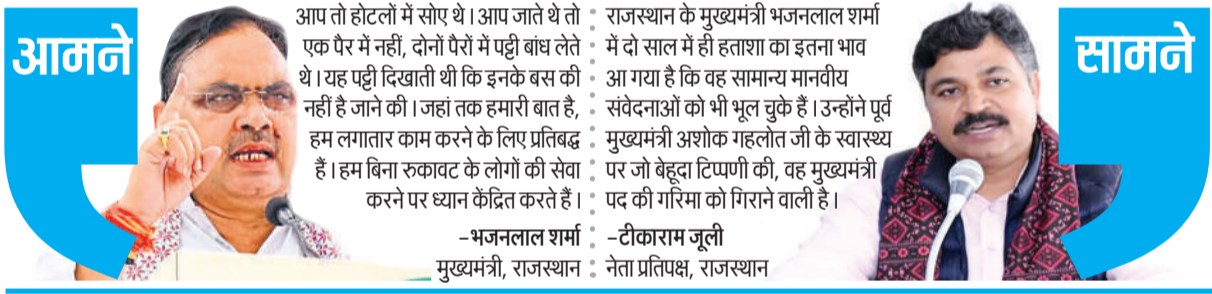 आमने
आप तो होटलों में सोए थे। आप जाते थे तो
एक पैर में नहीं, दोनों पैरों में पट्टी बांध लेते
थे। यह पट्टी दिखाती थी कि इनके बस की
नहीं है जाने की। जहां तक हमारी बात है,
हम लगातार काम करने के लिए प्रतिबद्ध
हैं। हम बिना रुकावट के लोगों की सेवा
करने पर ध्यान केंद्रित करते हैं।
–भजनलाल शर्मा
मुख्यमंत्री, राजस्थान
राजस्थान के मुख्यमंत्री भजनलाल शर्मा
में दो साल में ही हताशा का इतना भाव
आ गया है कि वह सामान्य मानवीय
संवेदनाओं को भी भूल चुके हैं। उन्होंने पूर्व
मुख्यमंत्री अशोक गहलोत जी के स्वास्थ्य
पर जो बेहूदा टिप्पणी की, वह मुख्यमंत्री
पद की गरिमा को गिराने वाली है।
–टीकाराम जूली
नेता प्रतिपक्ष, राजस्थान
सामने